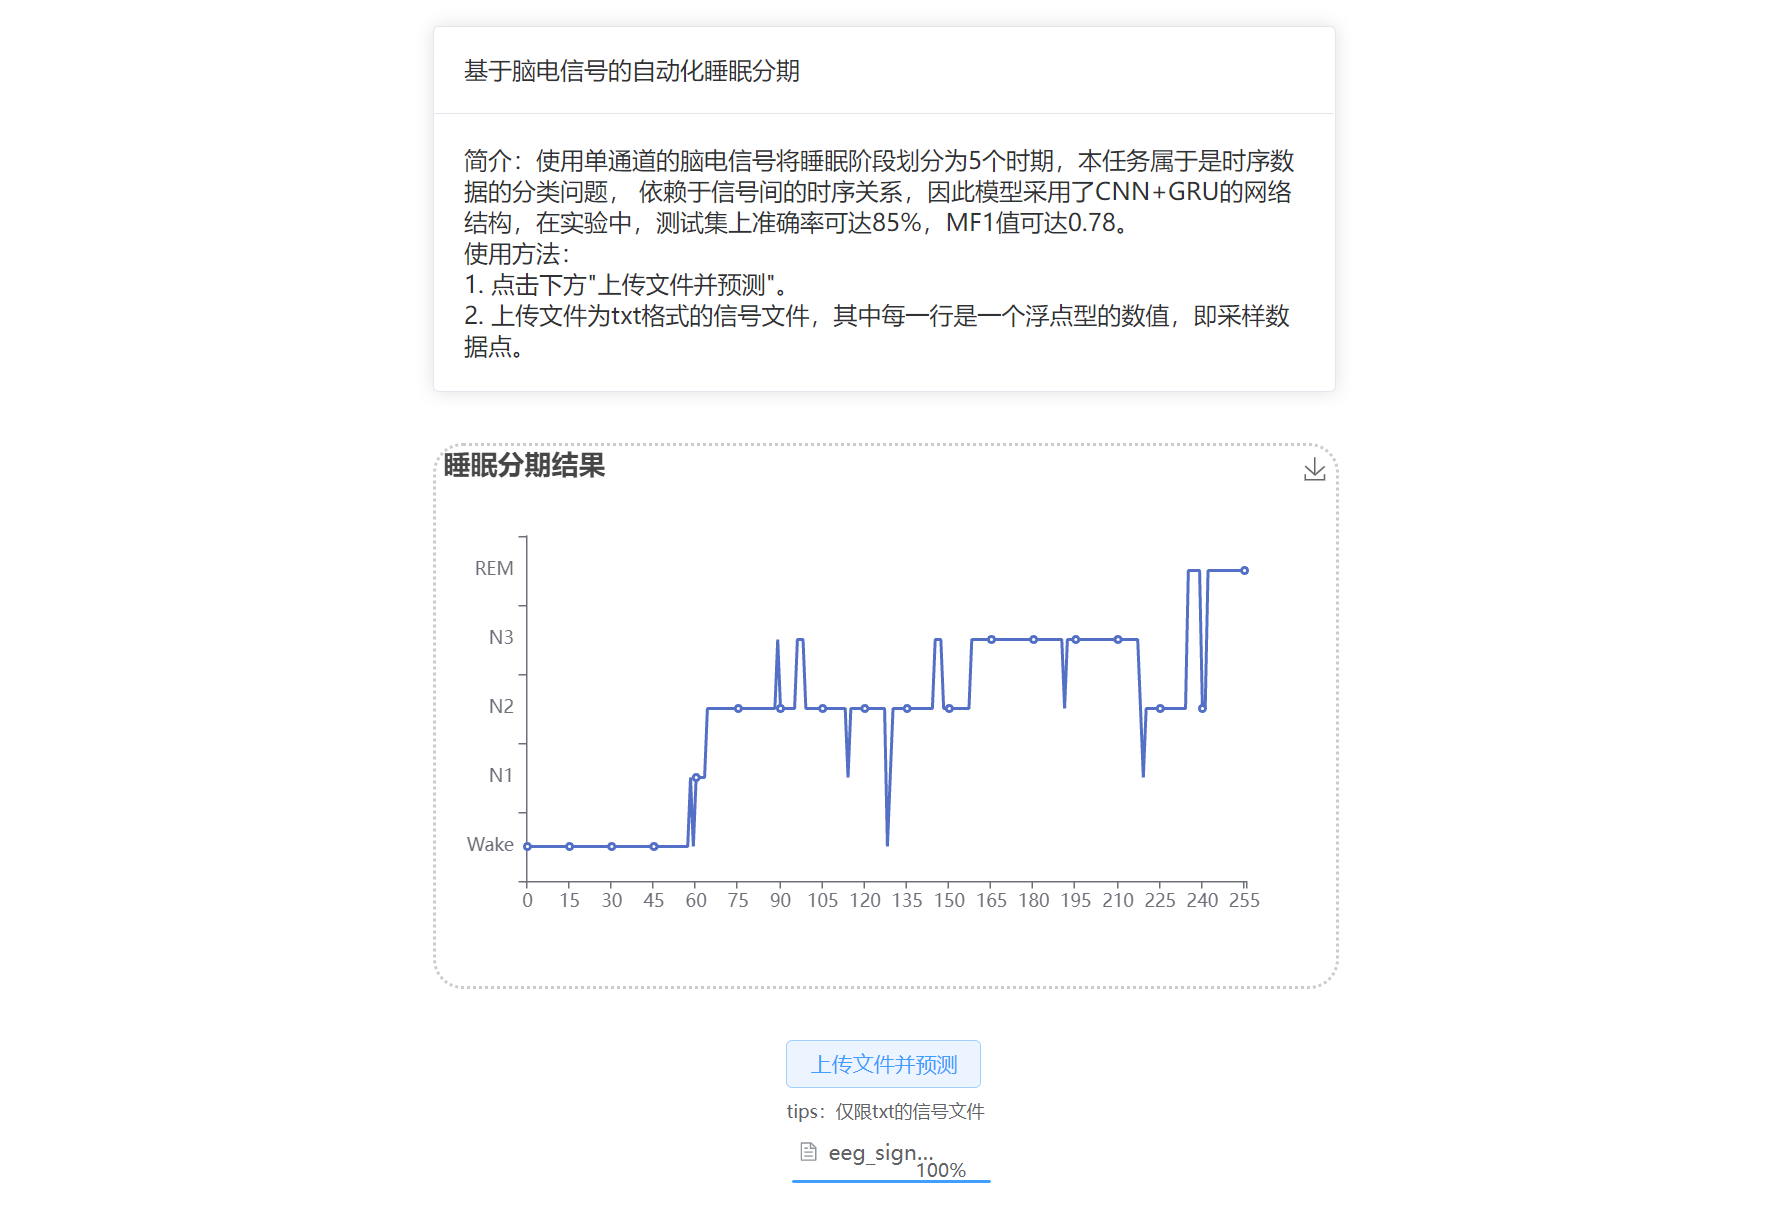 基于脑电信号的自动化睡眠分期
简介：使用单通道的脑电信号将睡眠阶段划分为5个时期，本任务属于是时序数
据的分类问题， 依赖于信号间的时序关系，因此模型采用了CNN+GRU的网络
结构，在实验中，测试集上准确率可达85%，MF1值可达0.78。
使用方法：
1. 点击下方"上传文件并预测"。
2. 上传文件为txt格式的信号文件，其中每一行是一个浮点型的数值，即采样数
据点。
睡眠分期结果
REM
N3
N2
N1
Wake
0 15 30 45 60 75 90 105 120 135 150 165 180 195 210 225 240 255
上传文件并预测
tips：仅限txt的信号文件
eeg_sign...
100%